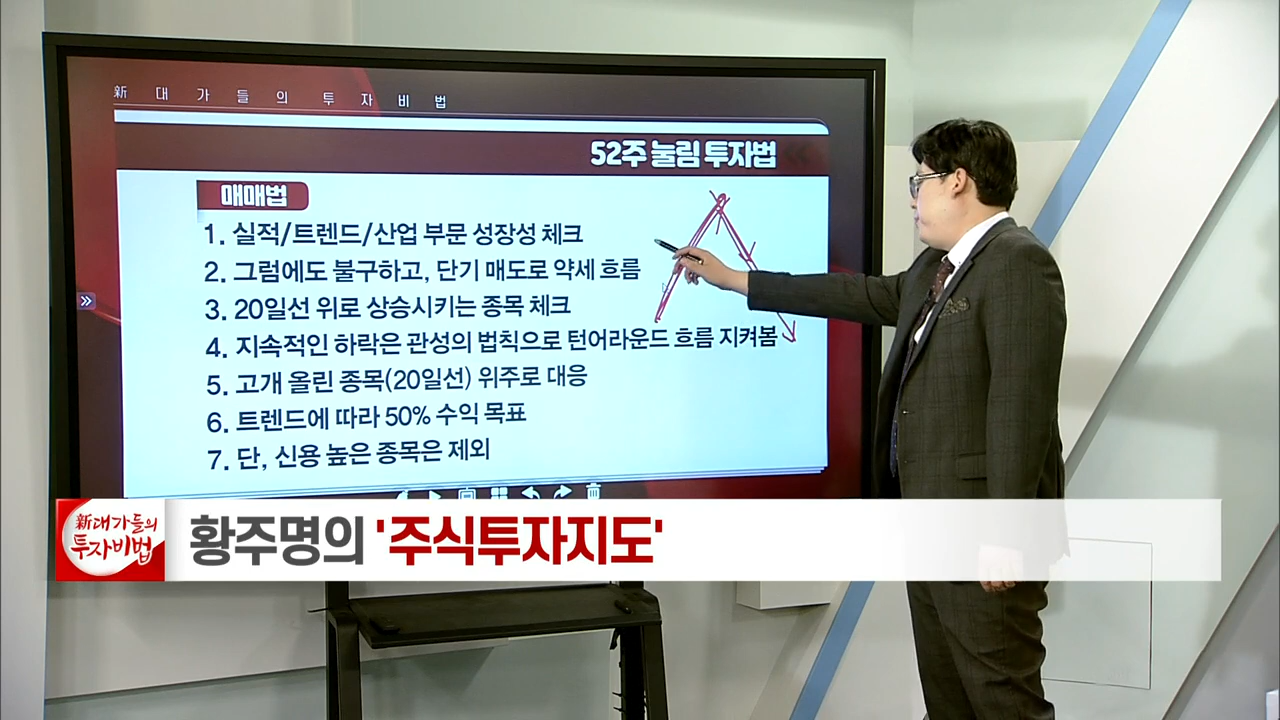 新 대 가 들 의 투 자 비 법
52주 눌림 투자법
매매법
1. 실적/트렌드/산업 부문 성장성 체크
2. 그럼에도 불구하고, 단기 매도로 약세 흐름
3. 20일선 위로 상승시키는 종목 체크
4. 지속적인 하락은 관성의 법칙으로 턴어라운드 흐름 지켜봄
5. 고개 올린 종목(20일선) 위주로 대응
6. 트렌드에 따라 50% 수익 목표
7. 단, 신용 높은 종목은 제외
新대가들의
투자비법
황주명의 '주식투자지도'